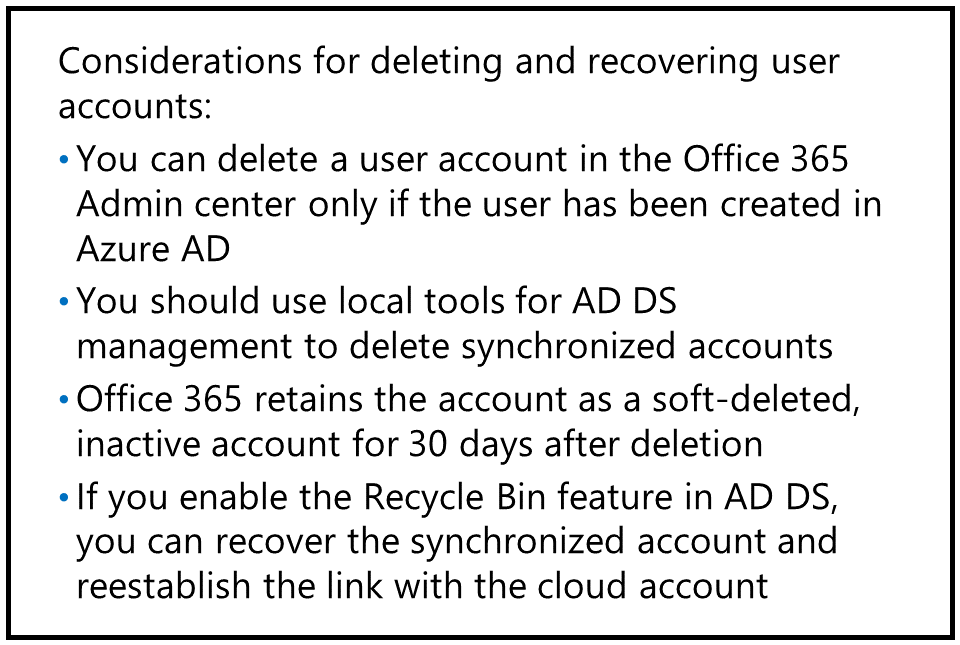 Considerations for deleting and recovering user
accounts:
• You can delete a user account in the Office 365
Admin center only if the user has been created in
Azure AD
• You should use local tools for AD DS
management to delete synchronized accounts
• Office 365 retains the account as a soft-deleted,
inactive account for 30 days after deletion
• If you enable the Recycle Bin feature in AD DS,
you can recover the synchronized account and
reestablish the link with the cloud account